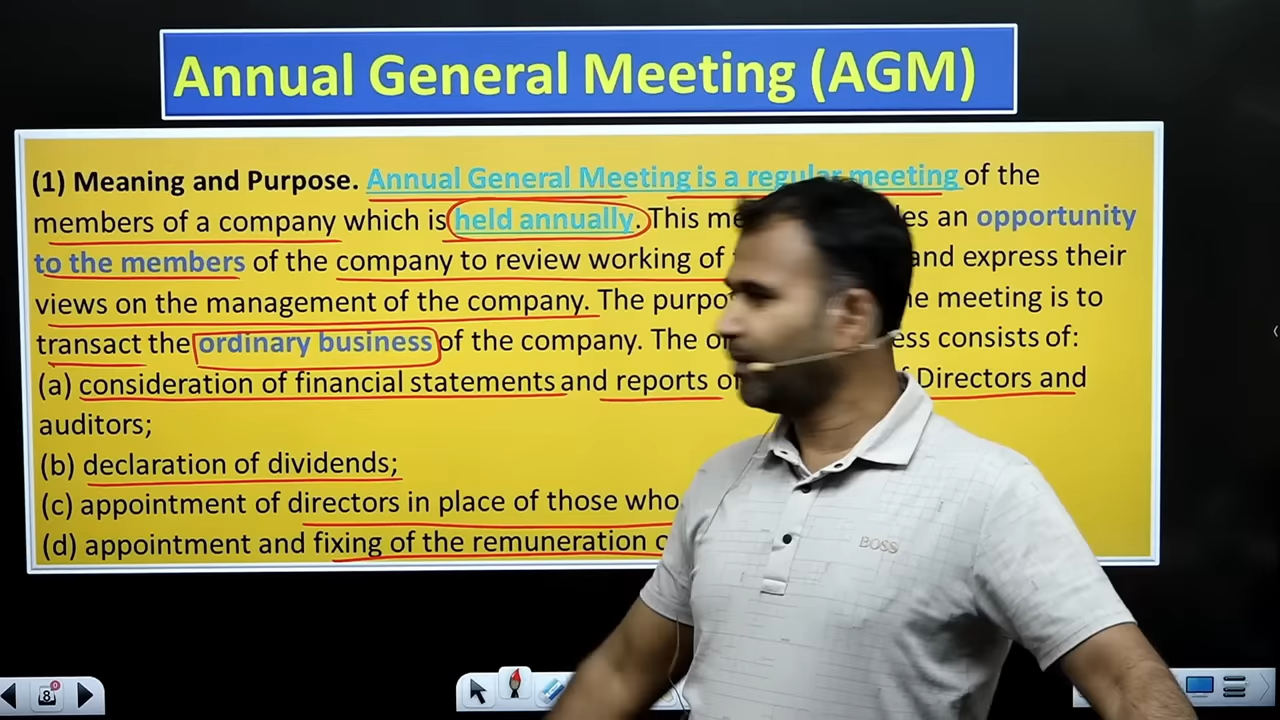 Annual General Meeting (AGM)
(1) Meaning and Purpose. Annual General Meeting is a regular meeting of the
members of a company which is held annually. This an opportunity
to the members of the company to review working of and express their
views on the management of the company. The meeting is to
transact the ordinary business of the company. The consists of:
(a) consideration of financial statements and reports Directors and
auditors;
(b) declaration of dividends;
(c) appointment of directors in place of those who
(d) appointment and fixing of the remuneration
BOSS
8
0